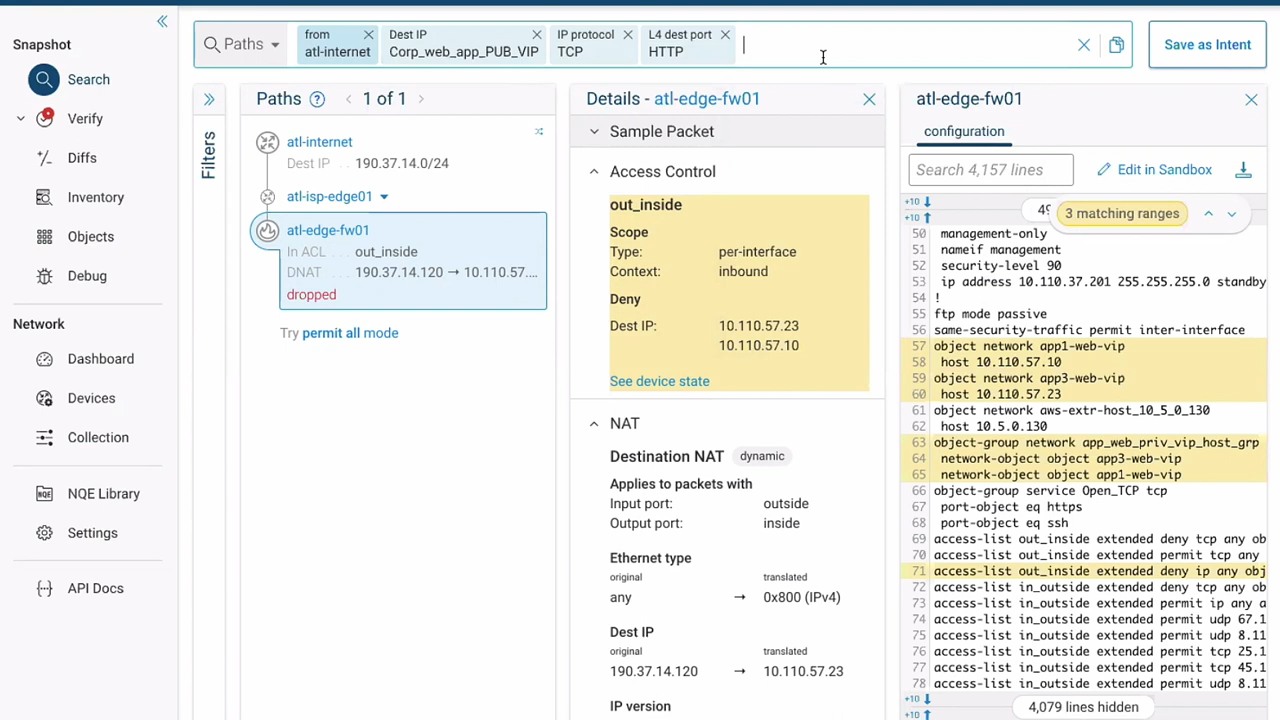 Snapshot
Search
Verify
Diffs
Inventory
Objects
Debug
Network
Dashboard
Devices
Collection
NQE Library
Settings
API Docs
Paths
from
atl-internet
Dest IP
Corp_web_app_PUB_VIP
IP protocol
TCP
L4 dest port
HTTP
Save as Intent
Filters
Paths ? 1 of 1
atl-internet
Dest IP 190.37.14.0/24
atl-isp-edge01
atl-edge-fw01
In ACL out_inside
DNAT 190.37.14.120 → 10.110.57....
dropped
Try permit all mode
Details - atl-edge-fw01
Sample Packet
Access Control
out_inside
Scope
Type: per-interface
Context: inbound
Deny
Dest IP: 10.110.57.23
10.110.57.10
See device state
NAT
Destination NAT dynamic
Applies to packets with
Input port: outside
Output port: inside
Ethernet type
original translated
any → 0x800 (IPv4)
Dest IP
original translated
190.37.14.120 → 10.110.57.23
IP version
atl-edge-fw01
configuration
Search 4,157 lines
Edit in Sandbox
+10
+10
49
3 matching ranges
50 management-only
51 nameif management
52 security-level 90
53 ip address 10.110.37.201 255.255.255.0 standby
54 !
55 ftp mode passive
56 same-security-traffic permit inter-interface
57 object network app1-web-vip
58 host 10.110.57.10
59 object network app3-web-vip
60 host 10.110.57.23
61 object network aws-extr-host_10_5_0_130
62 host 10.5.0.130
63 object-group network app_web_priv_vip_host_grp
64 network-object object app3-web-vip
65 network-object object app1-web-vip
66 object-group service Open_TCP tcp
67 port-object eq https
68 port-object eq ssh
69 access-list out_inside extended deny tcp any ob
70 access-list out_inside extended permit tcp any
71 access-list out_inside extended deny ip any obj
72 access-list in_outside extended deny tcp any ob
73 access-list in_outside extended permit ip any a
74 access-list in_outside extended permit udp 67.1
75 access-list in_outside extended permit udp 8.11
76 access-list in_outside extended permit tcp 25.1
77 access-list in_outside extended permit tcp 45.1
78 access-list in_outside extended permit udp 8.11
+10
+10
4,079 lines hidden